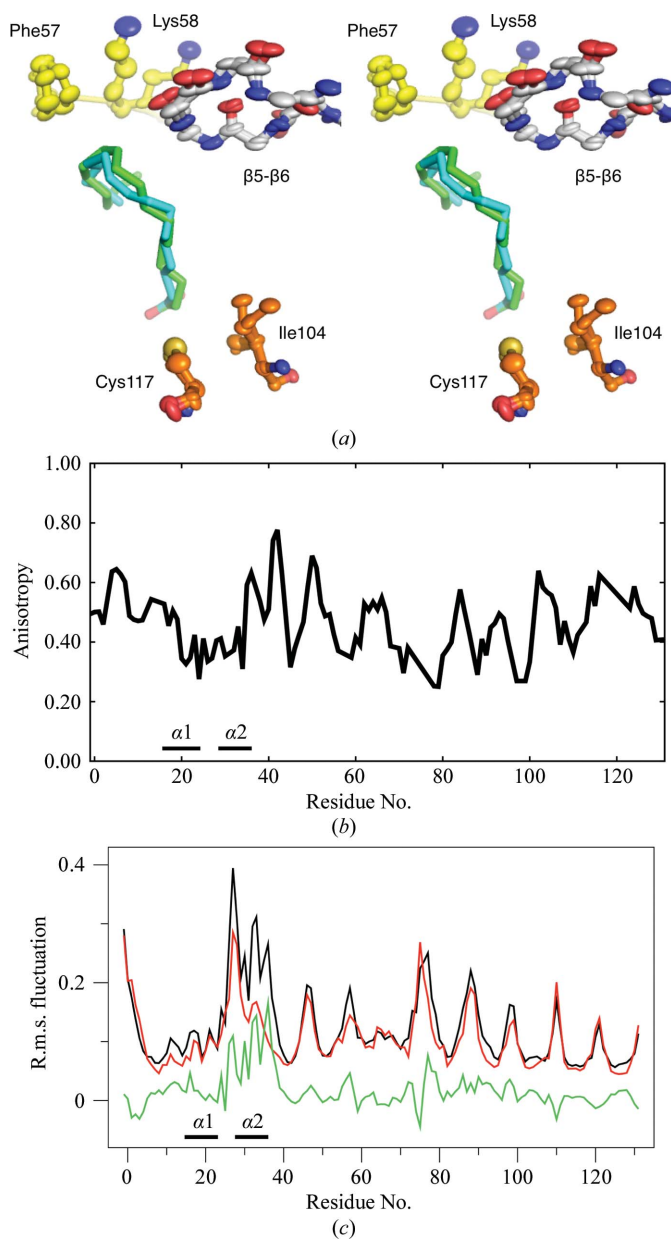 Phe57 Lys58 Phe57 Lys58
β5-β6 β5-β6
Ile104 Ile104
Cys117 Cys117
(a)
1.00
0.80
0.60
0.40
0.20
0.00
Anisotropy
α1 α2
0 20 40 60 80 100 120
Residue No.
(b)
0.4
0.2
0
R.m.s. fluctuation
α1 α2
0 20 40 60 80 100 120
Residue No.
(c)